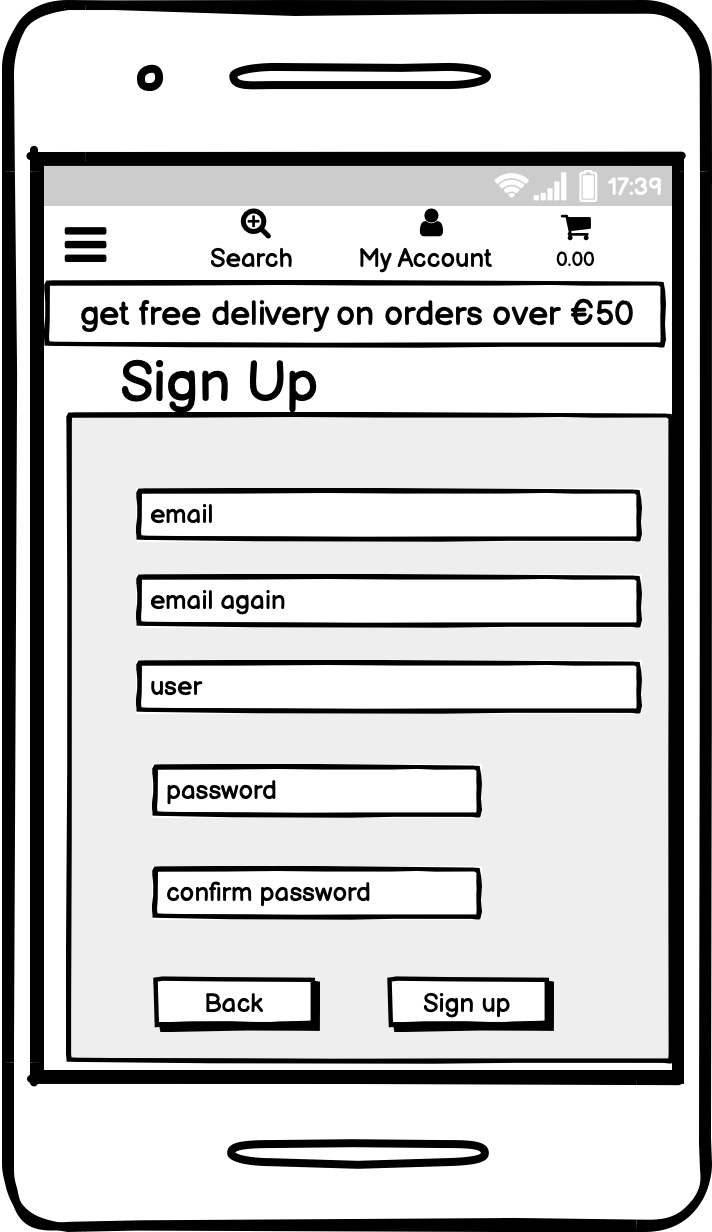 17:39
Search My Account 0.00
get free delivery on orders over €50
Sign Up
email
email again
user
password
confirm password
Back Sign up